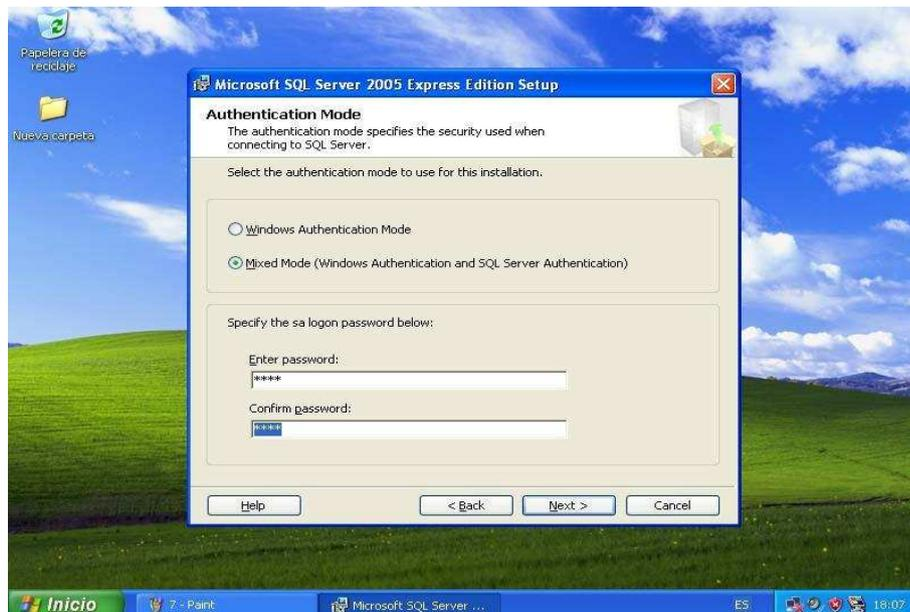 Papelera de
reciclaje
Nueva carpeta
Microsoft SQL Server 2005 Express Edition Setup
Authentication Mode
The authentication mode specifies the security used when
connecting to SQL Server.
Select the authentication mode to use for this installation.
Windows Authentication Mode
Mixed Mode (Windows Authentication and SQL Server Authentication)
Specify the sa logon password below:
Enter password:
****
Confirm password:
****
Help
< Back
Next >
Cancel
Inicio
7 - Paint
Microsoft SQL Server ...
ES
18:07